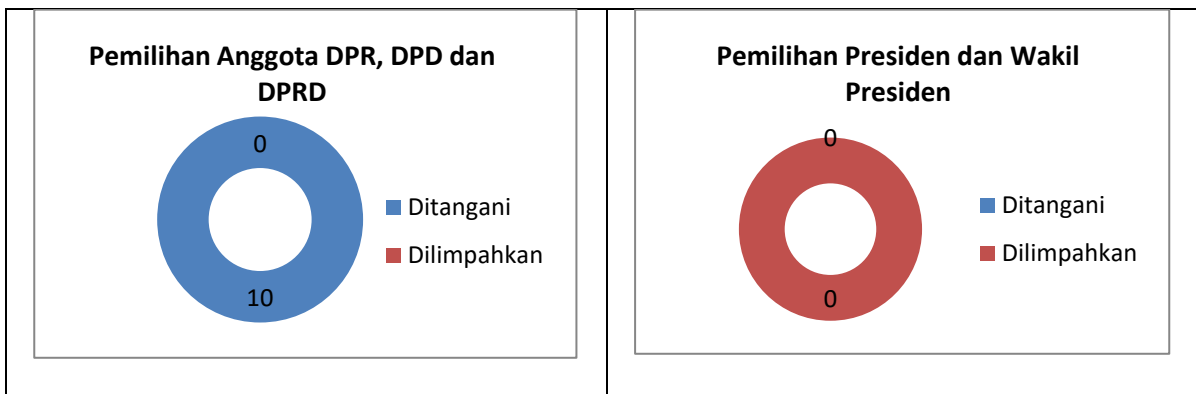 Pemilihan Anggota DPR, DPD dan
DPRD
0
10
Ditangani
Dilimpahkan
Pemilihan Presiden dan Wakil
Presiden
0
0
Ditangani
Dilimpahkan